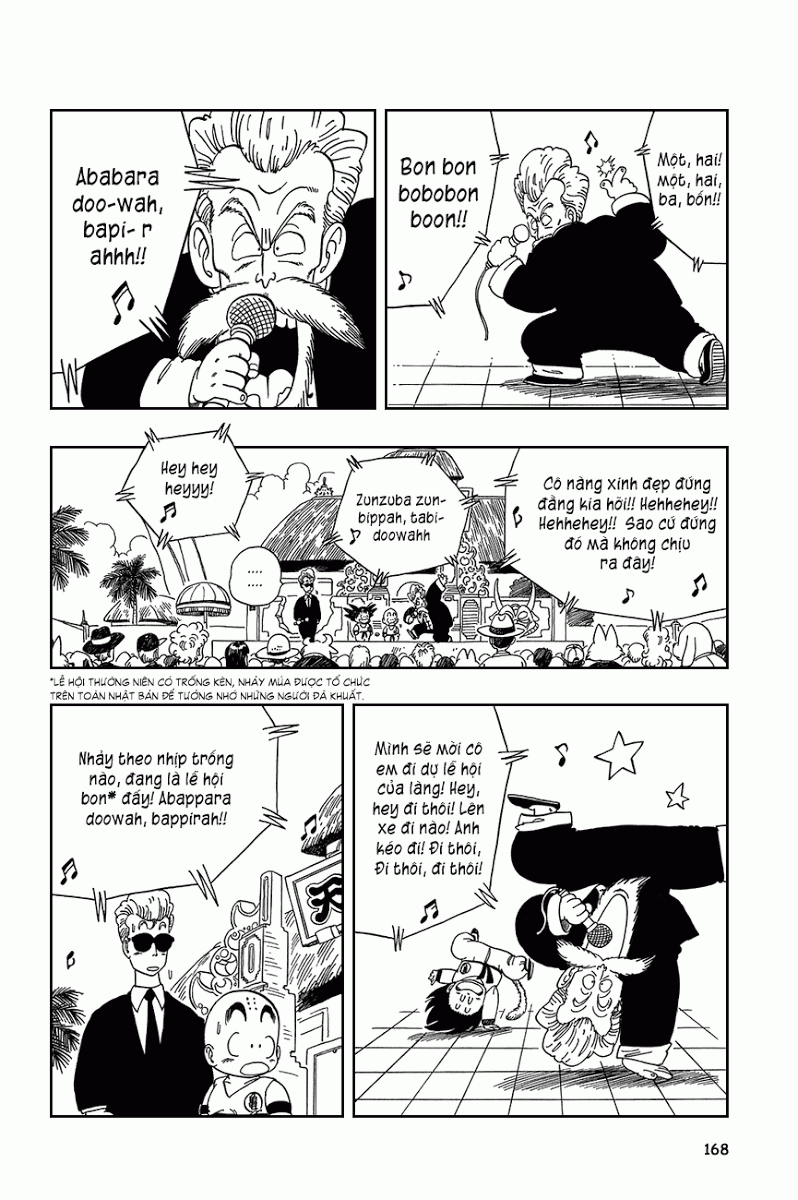 Ababara
doo-wah,
bapi- r
ahhh!!
Bon bon
bobobon
boon!!
Một, hai!
Một, hai,
ba, bốn!!
Hey hey
heyyy!
....
....
Zunzuba zun-
bippah, tabi-
doowahh
Cô nàng xinh đẹp đứng
đằng kia hỡi!! Hehhehey!!
Hehhehey!! Sao cứ đứng
đó mà không chịu
ra đây!
*LỄ HỘI THƯỜNG NIÊN CÓ TRỐNG KÈN, NHẢY MÚA ĐƯỢC TỔ CHỨC
TRÊN TOÀN NHẬT BẢN ĐỂ TƯỞNG NHỚ NHỮNG NGƯỜI ĐÃ KHUẤT.
Nhảy theo nhịp trống
nào, đang là lễ hội
bon* đấy! Abappara
doowah, bappirah!!
天
Mình sẽ mời cô
em đi dự lễ hội
của làng! Hey,
hey đi thôi! Lên
xe đi nào! Anh
kéo đi! Đi thôi,
Đi thôi, đi thôi!
168